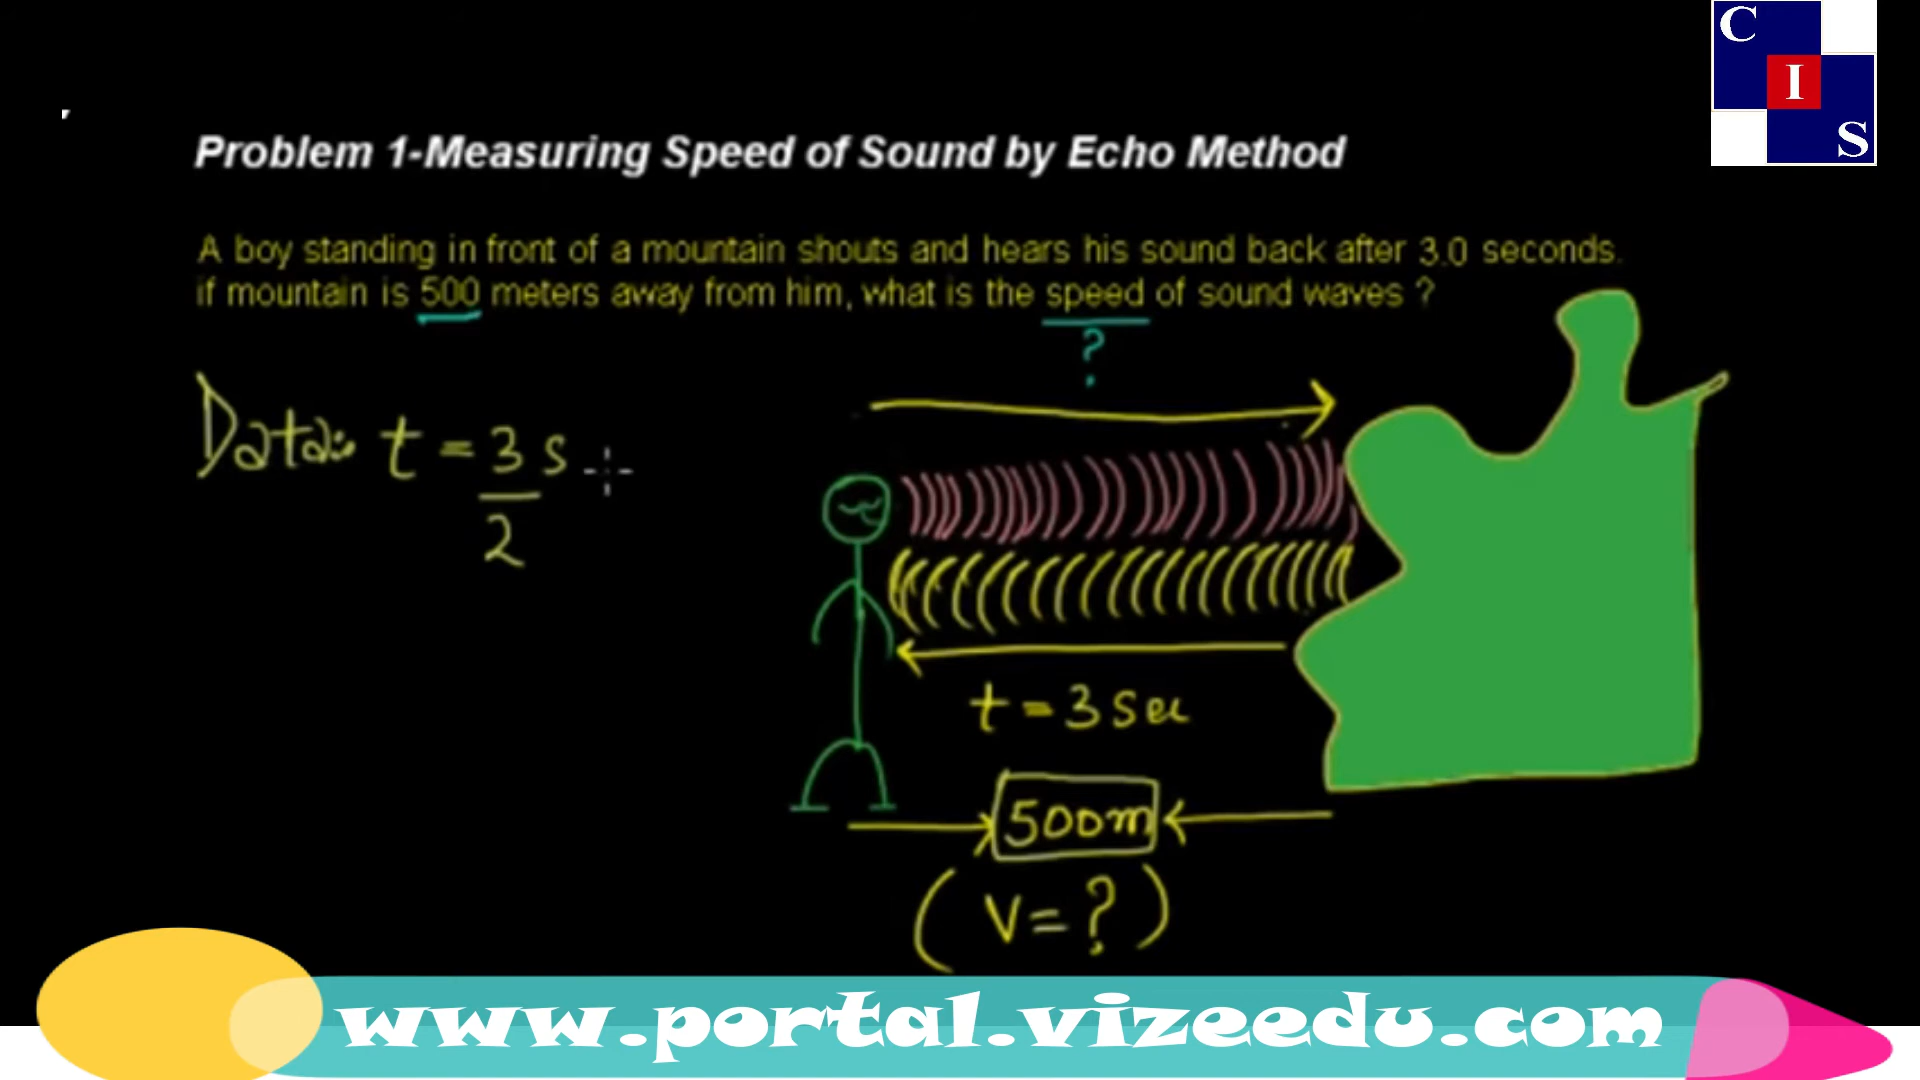 C
I
S
Problem 1-Measuring Speed of Sound by Echo Method
A boy standing in front of a mountain shouts and hears his sound back after 3.0 seconds.
if mountain is 500 meters away from him, what is the speed of sound waves ?
?
Data: t = 3 s
2
t = 3 sec
500m
( v = ? )
www.portal.vizeedu.com